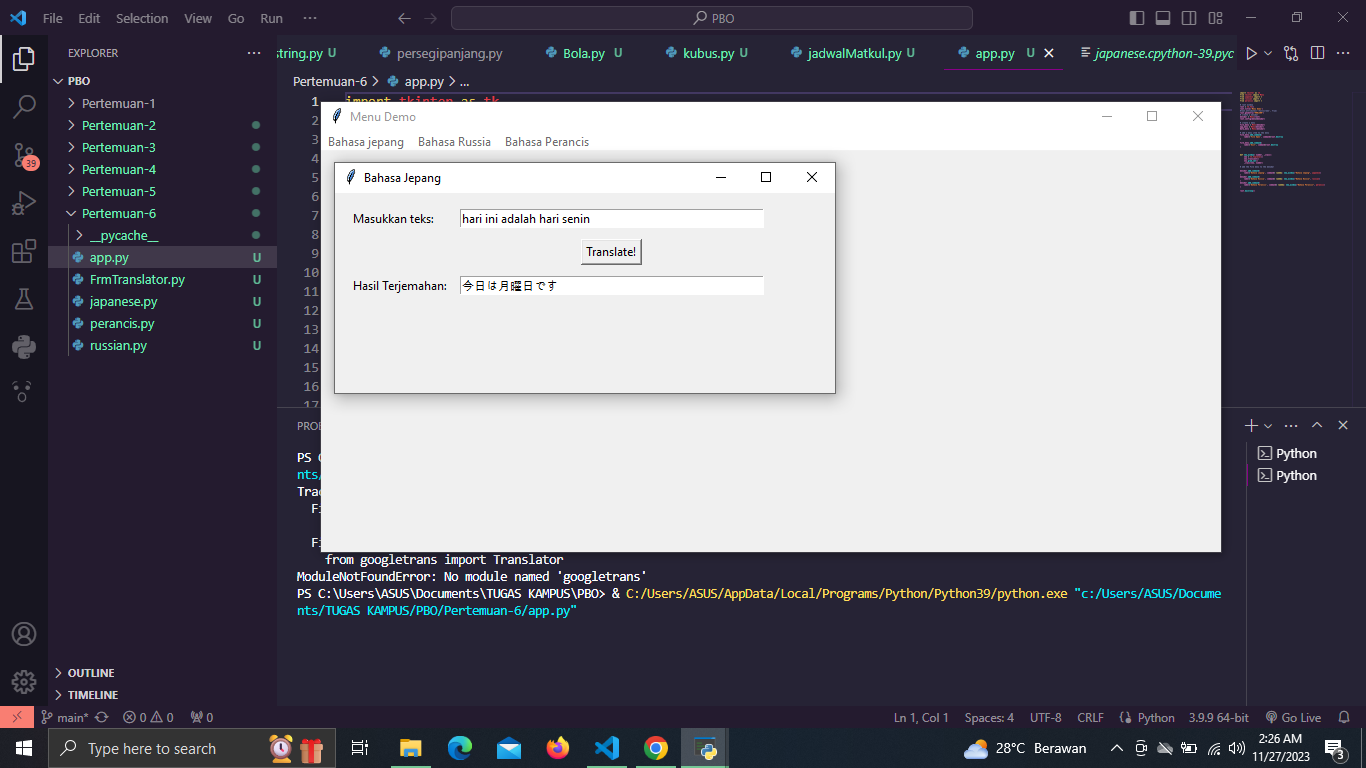 File Edit Selection View Go Run ··· PBO
EXPLORER
string.py U persegipanjang.py Bola.py U kubus.py U jadwalMatkul.py U app.py U japanese.cpython-39.pyc
PBO
Pertemuan-6 > app.py > ...
Pertemuan-1
Pertemuan-2
Pertemuan-3
Pertemuan-4
Pertemuan-5
Pertemuan-6
__pycache__
app.py U
FrmTranslator.py U
japanese.py U
perancis.py U
russian.py U
39
OUTLINE
TIMELINE
1 import tkinter as tk
2
3
4
5
6
7
8
9
10
11
12
13
14
15
16
17
Menu Demo
Bahasa jepang Bahasa Russia Bahasa Perancis
Bahasa Jepang
Masukkan teks: hari ini adalah hari senin
Translate!
Hasil Terjemahan: 今日は月曜日です
PROB
PS C
nts/
Trac
Fi
Fi
from googletrans import Translator
ModuleNotFoundError: No module named 'googletrans'
PS C:\Users\ASUS\Documents\TUGAS KAMPUS\PBO> & C:/Users/ASUS/AppData/Local/Programs/Python/Python39/python.exe "c:/Users/ASUS/Docume
nts/TUGAS KAMPUS/PBO/Pertemuan-6/app.py"
Python
Python
main* 0 0 0 Ln 1, Col 1 Spaces: 4 UTF-8 CRLF Python 3.9.9 64-bit Go Live
Type here to search 28°C Berawan 2:26 AM
11/27/2023 3